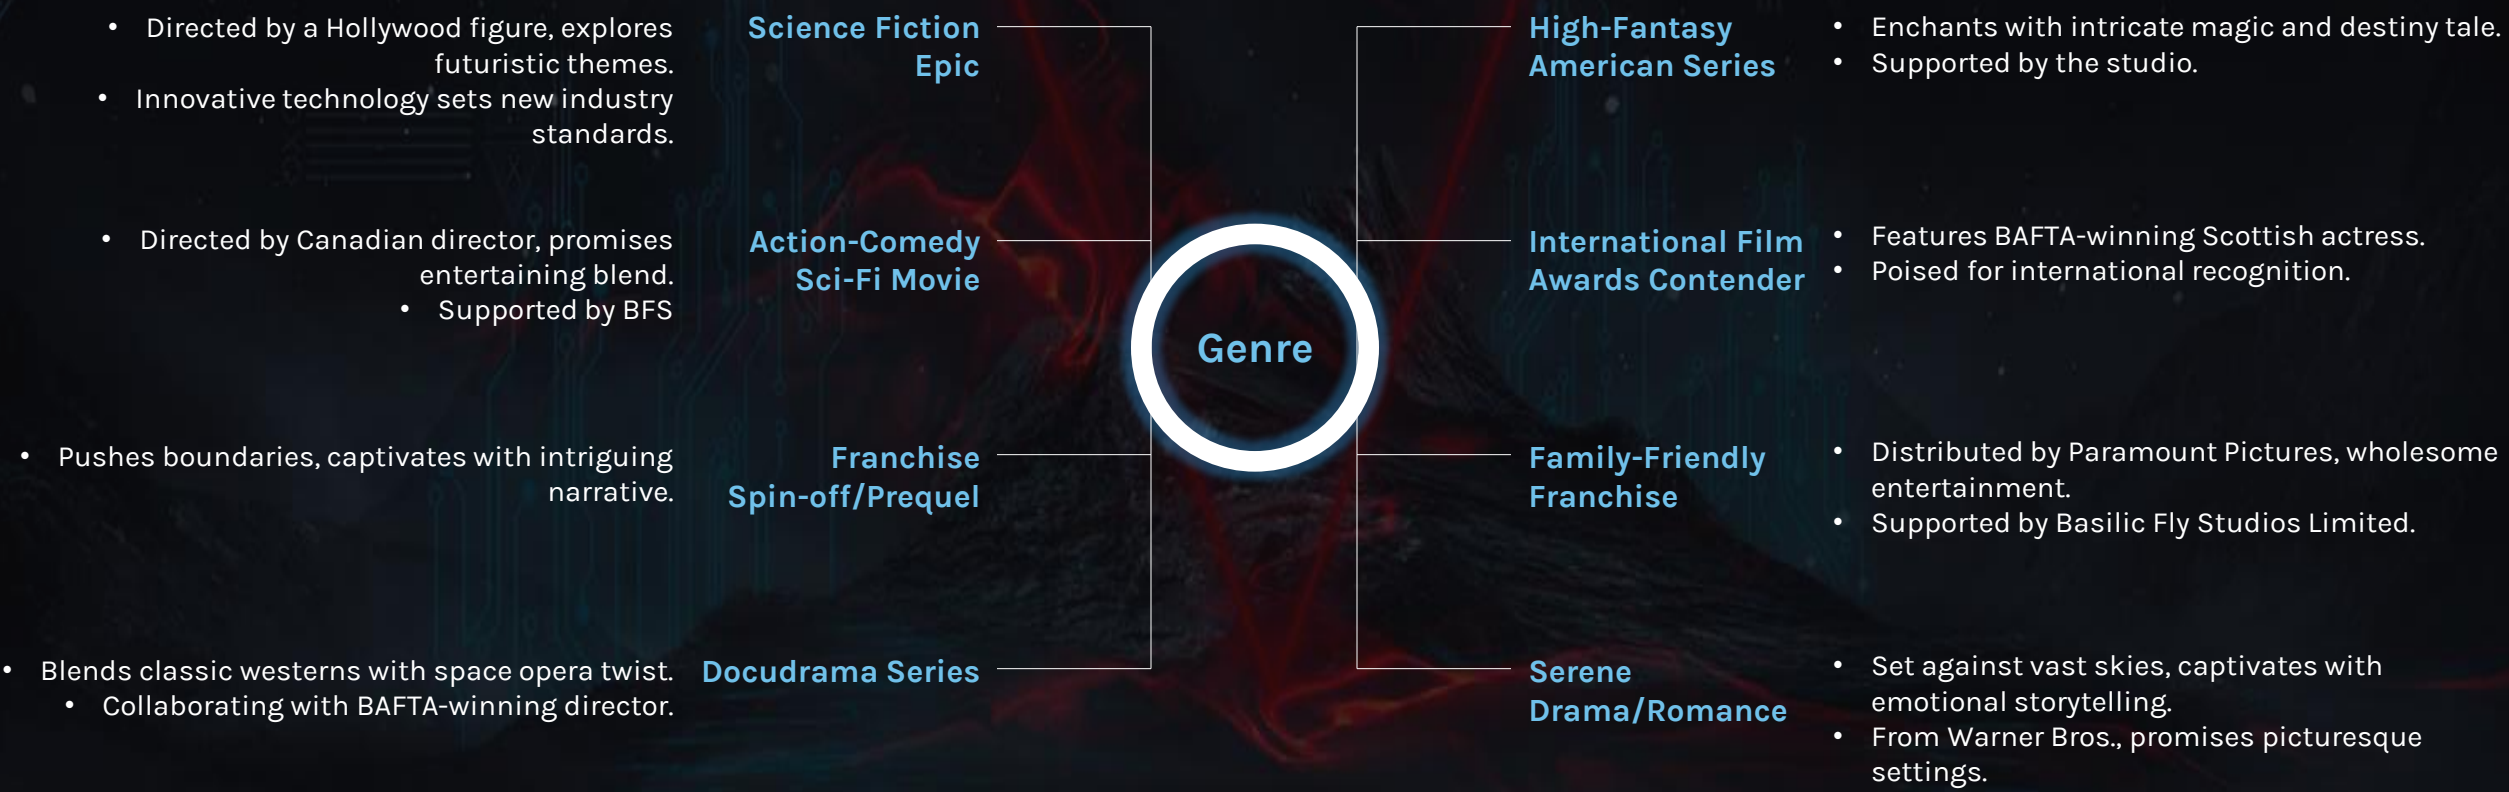 • Directed by a Hollywood figure, explores
futuristic themes.
• Innovative technology sets new industry
standards.
Science Fiction
Epic
• Directed by Canadian director, promises
entertaining blend.
• Supported by BFS
Action-Comedy
Sci-Fi Movie
• Pushes boundaries, captivates with intriguing
narrative.
Franchise
Spin-off/Prequel
• Blends classic westerns with space opera twist.
• Collaborating with BAFTA-winning director.
Docudrama Series
Genre
High-Fantasy
American Series
• Enchants with intricate magic and destiny tale.
• Supported by the studio.
International Film
Awards Contender
• Features BAFTA-winning Scottish actress.
• Poised for international recognition.
Family-Friendly
Franchise
• Distributed by Paramount Pictures, wholesome
entertainment.
• Supported by Basilic Fly Studios Limited.
Serene
Drama/Romance
• Set against vast skies, captivates with
emotional storytelling.
• From Warner Bros., promises picturesque
settings.